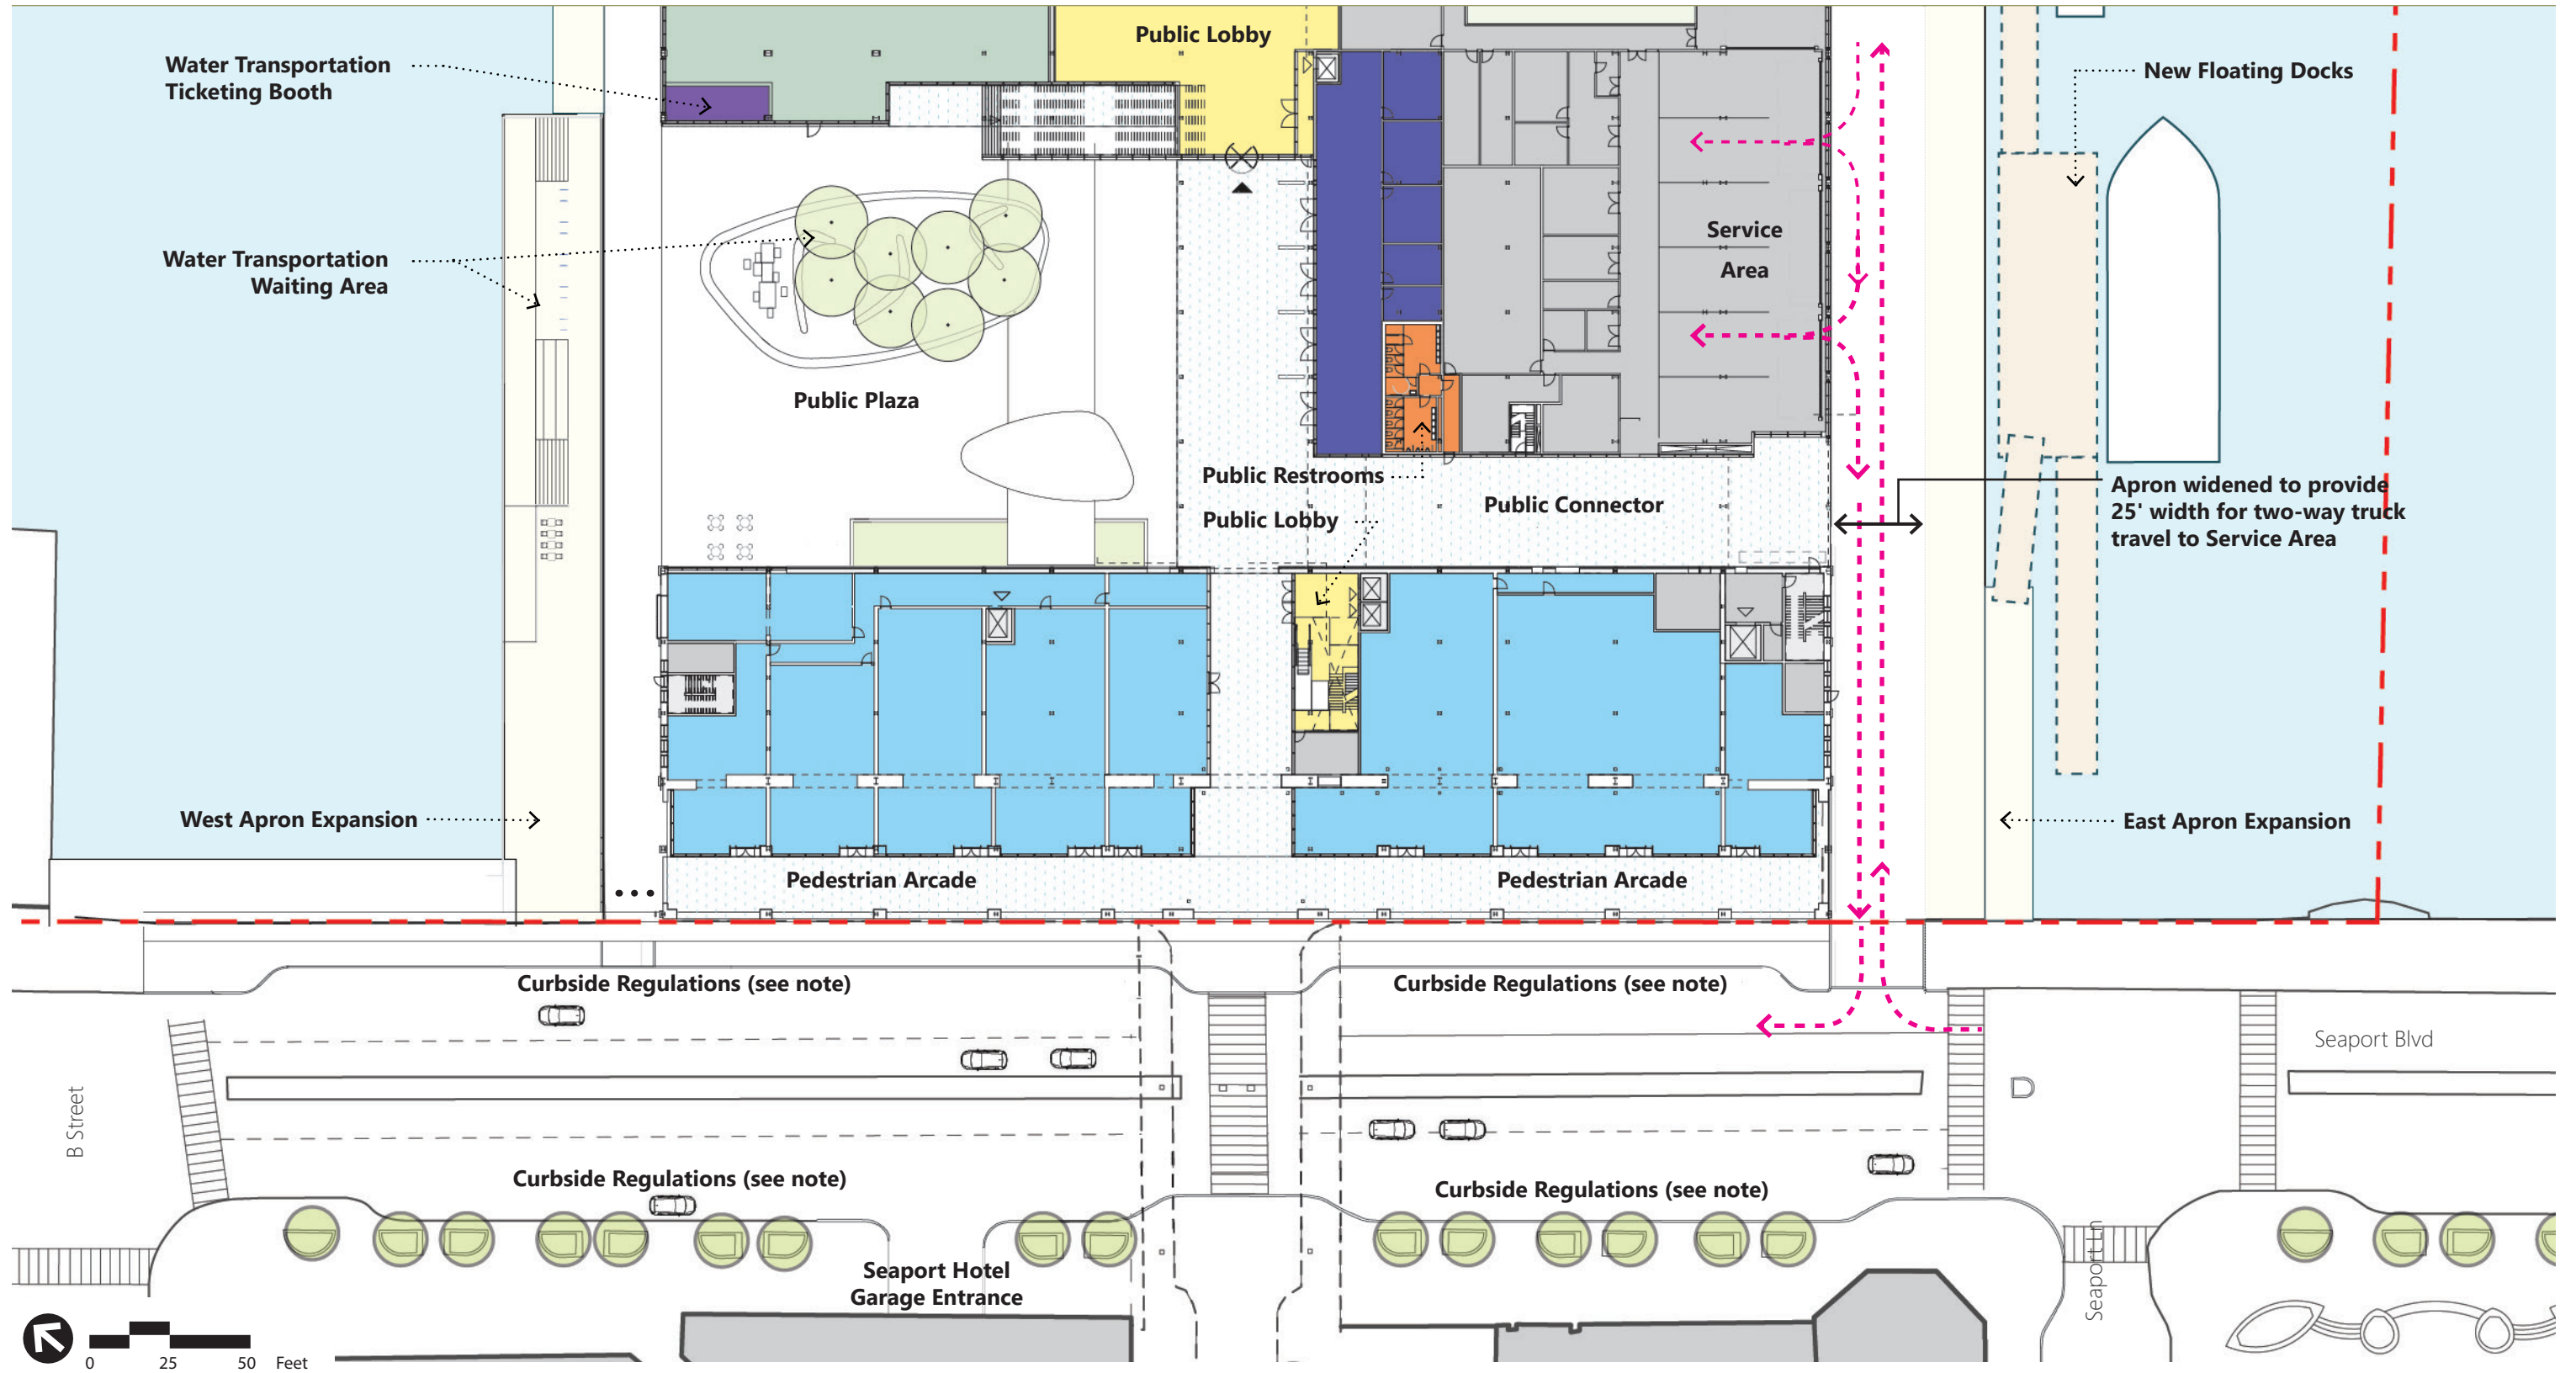 Public Lobby
Water Transportation
Ticketing Booth
New Floating Docks
Service
Area
Water Transportation
Waiting Area
Public Plaza
Public Restrooms
Public Connector
Public Lobby
Apron widened to provide
25' width for two-way truck
travel to Service Area
West Apron Expansion
East Apron Expansion
Pedestrian Arcade
Pedestrian Arcade
Curbside Regulations (see note)
Curbside Regulations (see note)
Seaport Blvd
B Street
Curbside Regulations (see note)
Curbside Regulations (see note)
Seaport Ln
Seaport Hotel
Garage Entrance
0 25 50 Feet